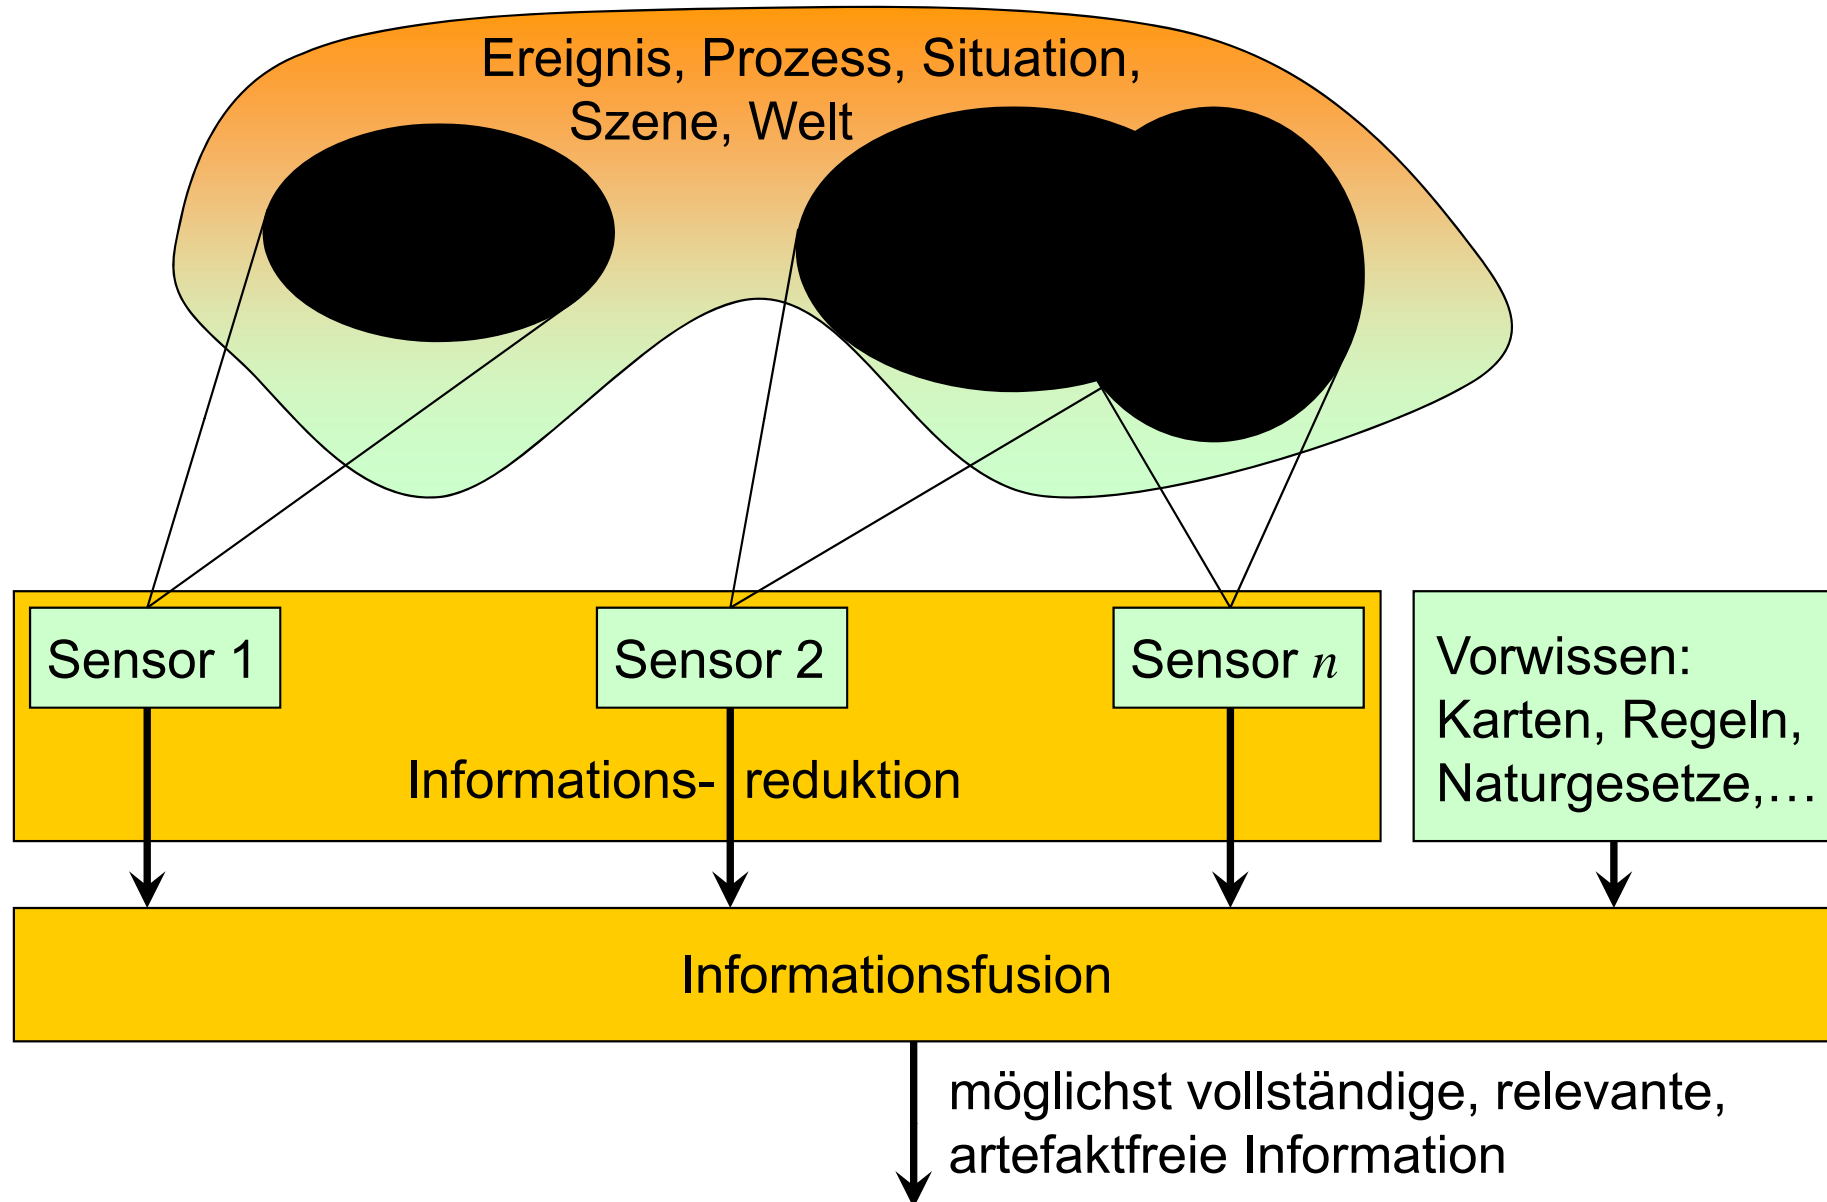 Ereignis, Prozess, Situation,
Szene, Welt
Sensor 1
Sensor 2
Sensor n
Informations- reduktion
Vorwissen:
Karten, Regeln,
Naturgesetze,…
Informationsfusion
möglichst vollständige, relevante,
artefaktfreie Information